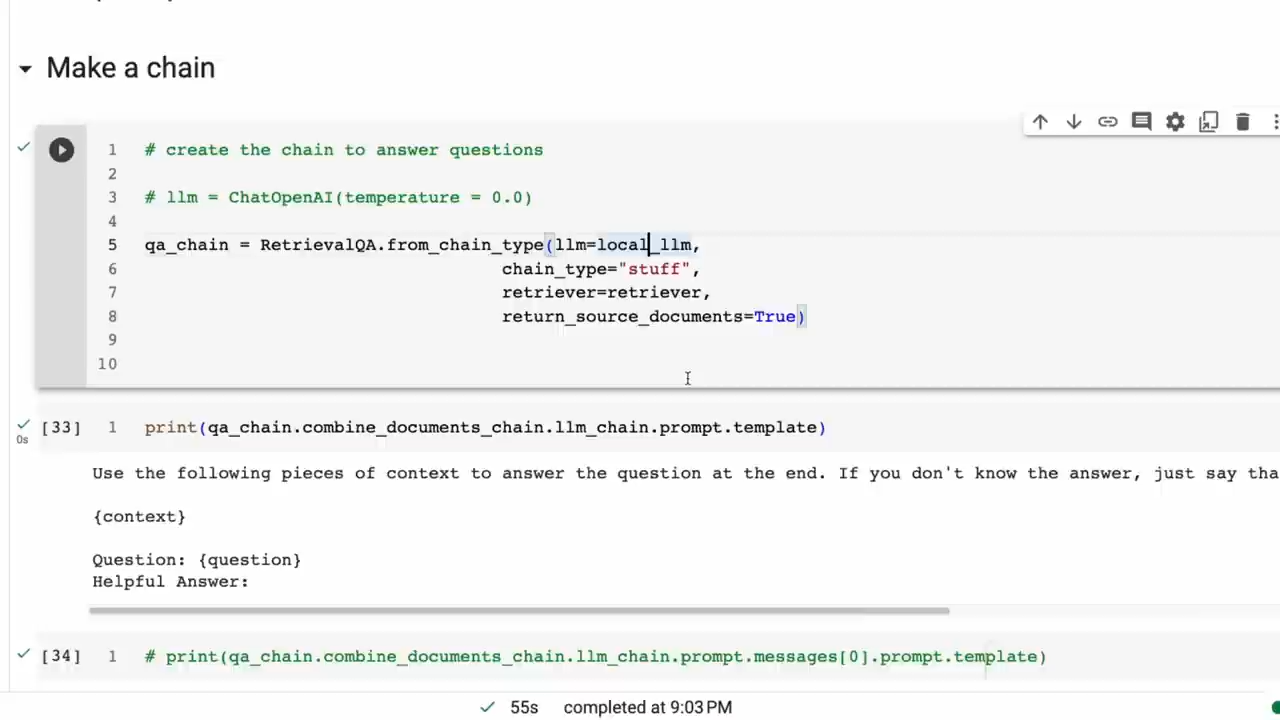 Make a chain
1 # create the chain to answer questions
2
3 # llm = ChatOpenAI(temperature = 0.0)
4
5 qa_chain = RetrievalQA.from_chain_type(llm=local_llm,
6 chain_type="stuff",
7 retriever=retriever,
8 return_source_documents=True)
9
10
[33] 1 print(qa_chain.combine_documents_chain.llm_chain.prompt.template)
0s
Use the following pieces of context to answer the question at the end. If you don't know the answer, just say tha
{context}
Question: {question}
Helpful Answer:
[34] 1 # print(qa_chain.combine_documents_chain.llm_chain.prompt.messages[0].prompt.template)
55s completed at 9:03 PM